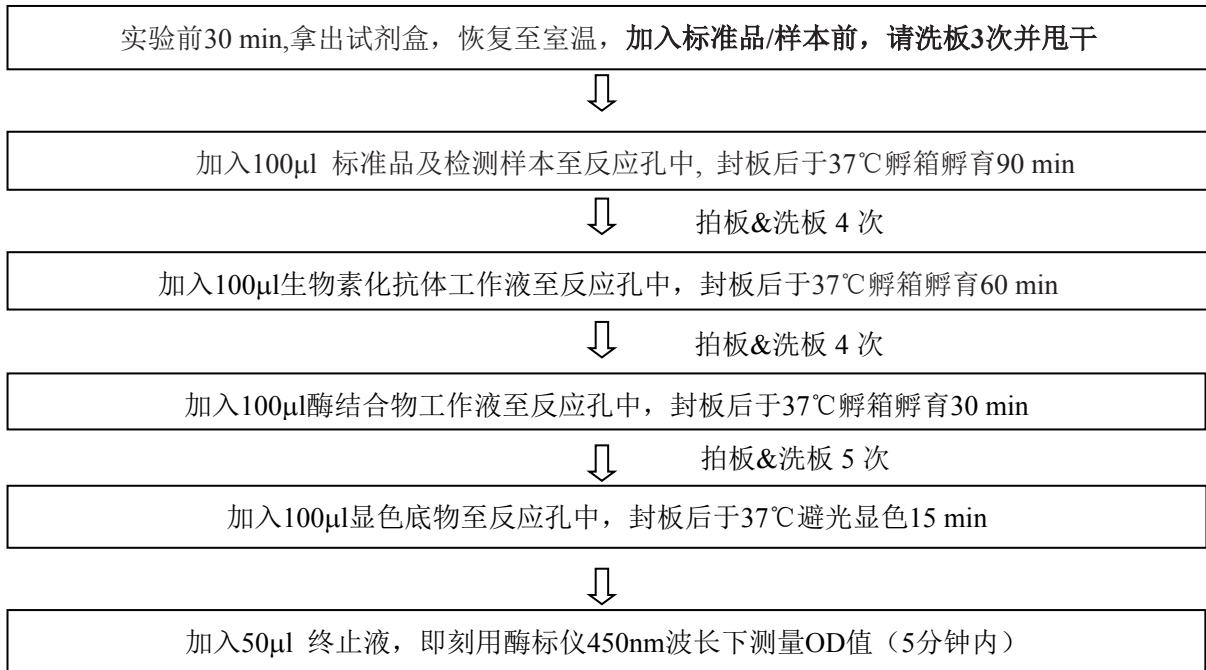 实验前30 min,拿出试剂盒，恢复至室温，加入标准品/样本前，请洗板3次并甩干
加入100μl 标准品及检测样本至反应孔中, 封板后于37℃孵箱孵育90 min
拍板&洗板 4 次
加入100μl生物素化抗体工作液至反应孔中，封板后于37℃孵箱孵育60 min
拍板&洗板 4 次
加入100μl酶结合物工作液至反应孔中，封板后于37℃孵箱孵育30 min
拍板&洗板 5 次
加入100μl显色底物至反应孔中，封板后于37℃避光显色15 min
加入50μl 终止液，即刻用酶标仪450nm波长下测量OD值（5分钟内）